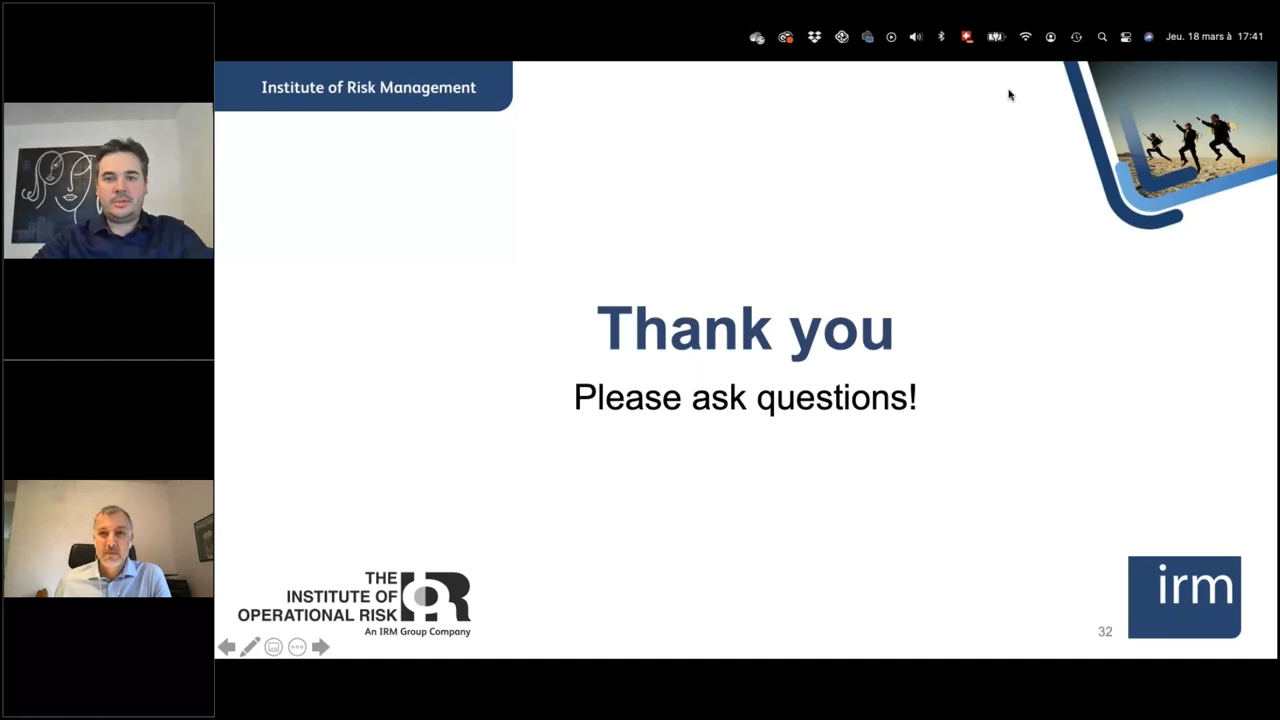 Jeu. 18 mars à 17:41
Institute of Risk Management
Thank you
Please ask questions!
THE
INSTITUTE OF
OPERATIONAL RISK
An IRM Group Company
IOR
irm
32